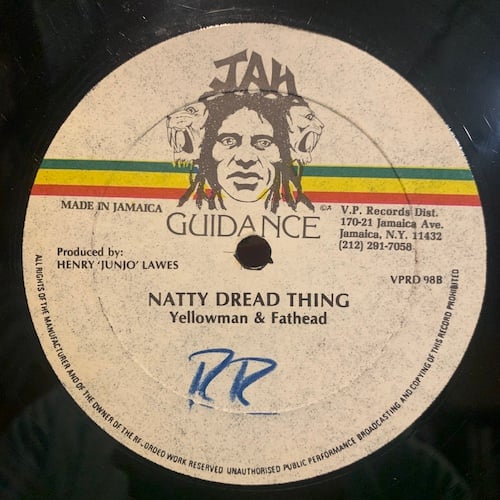 JAH
GUIDANCE
MADE IN JAMAICA
V.P. Records Dist.
170-21 Jamaica Ave.
Jamaica, N.Y. 11432
(212) 291-7058
Produced by:
HENRY 'JUNJO' LAWES
VPRD 98B
NATTY DREAD THING
Yellowman & Fathead
RR
ALL RIGHTS OF THE MANUFACTURER AND OF THE OWNER OF THE RECORDED WORK RESERVED UNAUTHORISED PUBLIC PERFORMANCE BROADCASTING AND COPYING OF THIS RECORD PROHIBITED